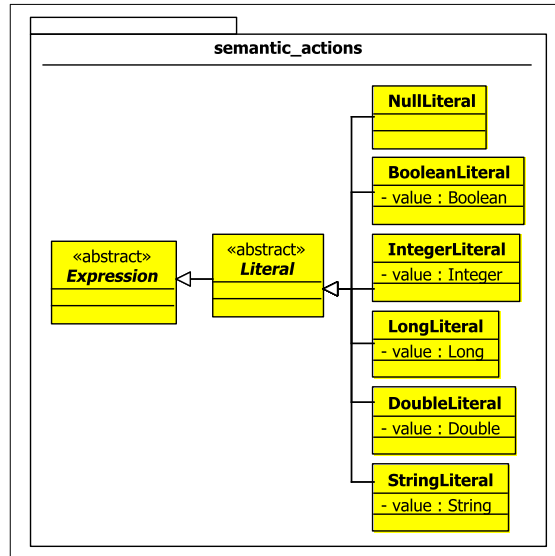 semantic_actions
NullLiteral
BooleanLiteral
- value : Boolean
«abstract»
Expression
«abstract»
Literal
IntegerLiteral
- value : Integer
LongLiteral
- value : Long
DoubleLiteral
- value : Double
StringLiteral
- value : String